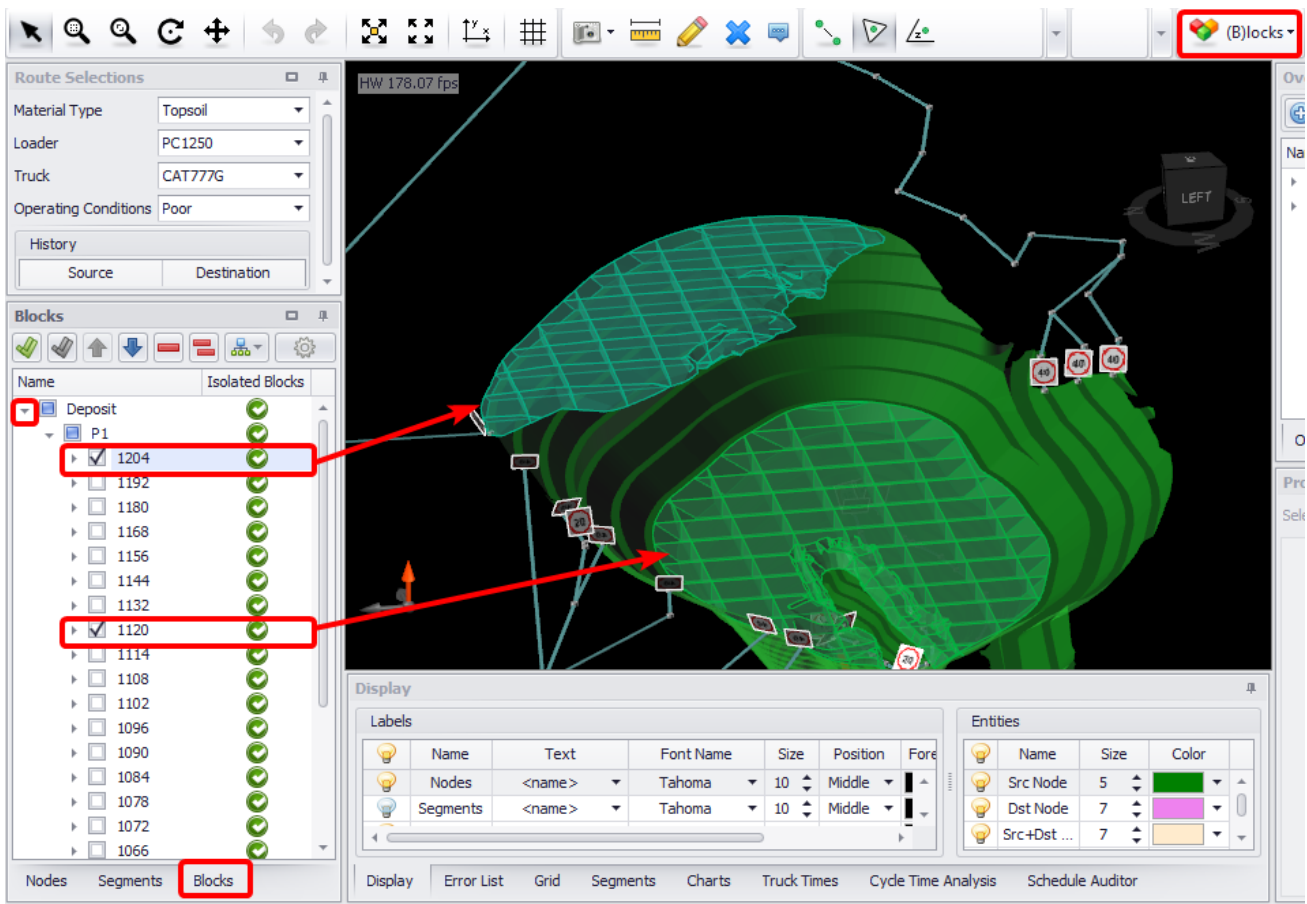 (B)locks
Route Selections
Material Type Topsoil
Loader PC1250
Truck CAT777G
Operating Conditions Poor
History
Source Destination
Blocks
Name Isolated Blocks
Deposit
P1
1204
1192
1180
1168
1156
1144
1132
1120
1114
1108
1102
1096
1090
1084
1078
1072
1066
Nodes Segments Blocks
HW 178.07 fps
LEFT
W
40 40 40
20
20
Display
Labels
Name Text Font Name Size Position Fore
Nodes <name> Tahoma 10 Middle
Segments <name> Tahoma 10 Middle
Entities
Name Size Color
Src Node 5
Dst Node 7
Src+Dst ... 7
Display Error List Grid Segments Charts Truck Times Cycle Time Analysis Schedule Auditor
Ov
Na
O
Pro
Sele